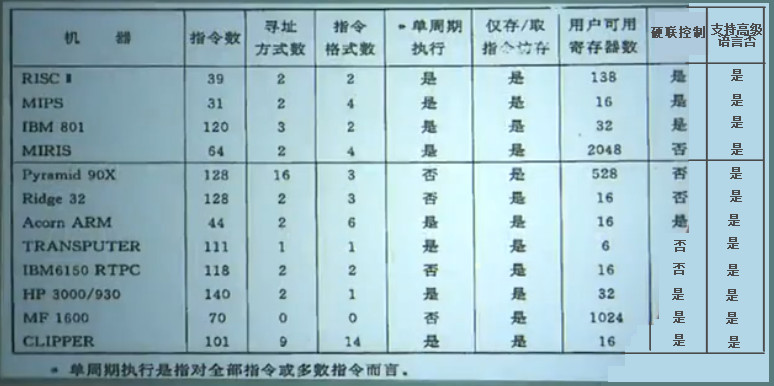 机 器 指令数 寻址方式数 指令格式数 * 单周期执行 仅存/取指令访存 用户可用寄存器数 硬联控制 支持高级语言否
RISC Ⅱ 39 2 2 是 是 138 是 是
MIPS 31 2 4 是 是 16 是 是
IBM 801 120 3 2 是 是 32 是 是
MIRIS 64 2 4 是 是 2048 否 是
Pyramid 90X 128 16 3 否 是 528 否 是
Ridge 32 128 2 3 否 是 16 否 是
Acorn ARM 44 2 6 是 是 16 是 是
TRANSPUTER 111 1 1 是 是 6 否 是
IBM6150 RTPC 118 2 2 否 是 16 否 是
HP 3000/930 140 2 1 是 是 32 是 是
MF 1600 70 0 0 否 是 1024 是 是
CLIPPER 101 9 14 是 是 16 是 是
* 单周期执行是指对全部指令或多数指令而言。